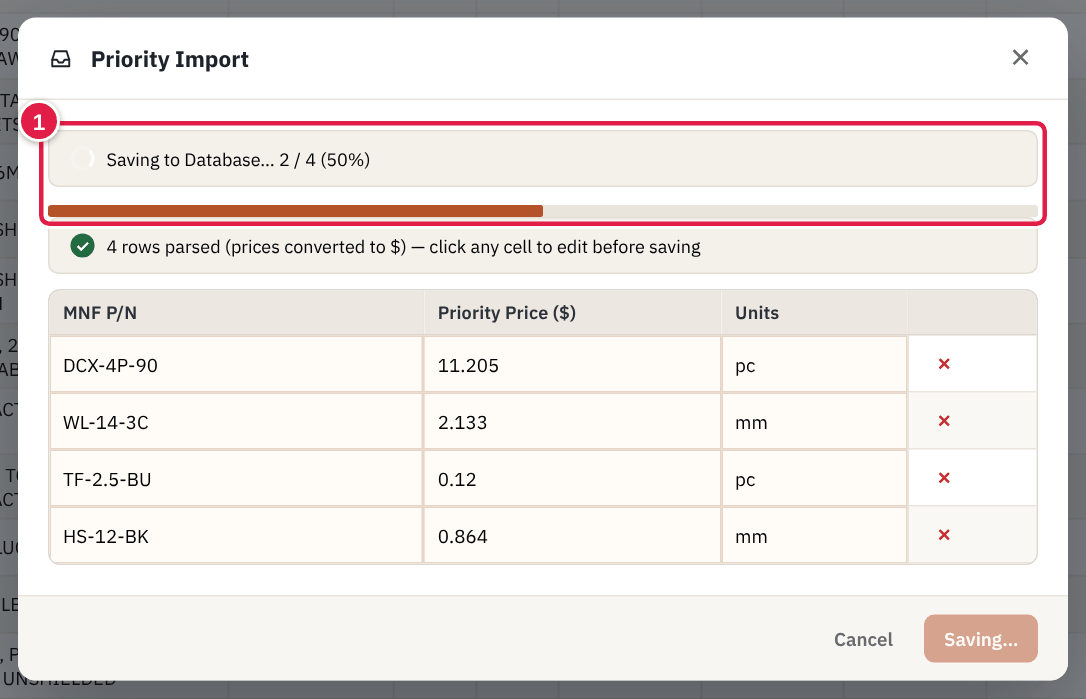 Priority Import
1
Saving to Database... 2 / 4 (50%)
4 rows parsed (prices converted to $) — click any cell to edit before saving
MNF P/N Priority Price ($) Units
DCX-4P-90 11.205 pc ×
WL-14-3C 2.133 mm ×
TF-2.5-BU 0.12 pc ×
HS-12-BK 0.864 mm ×
Cancel Saving...